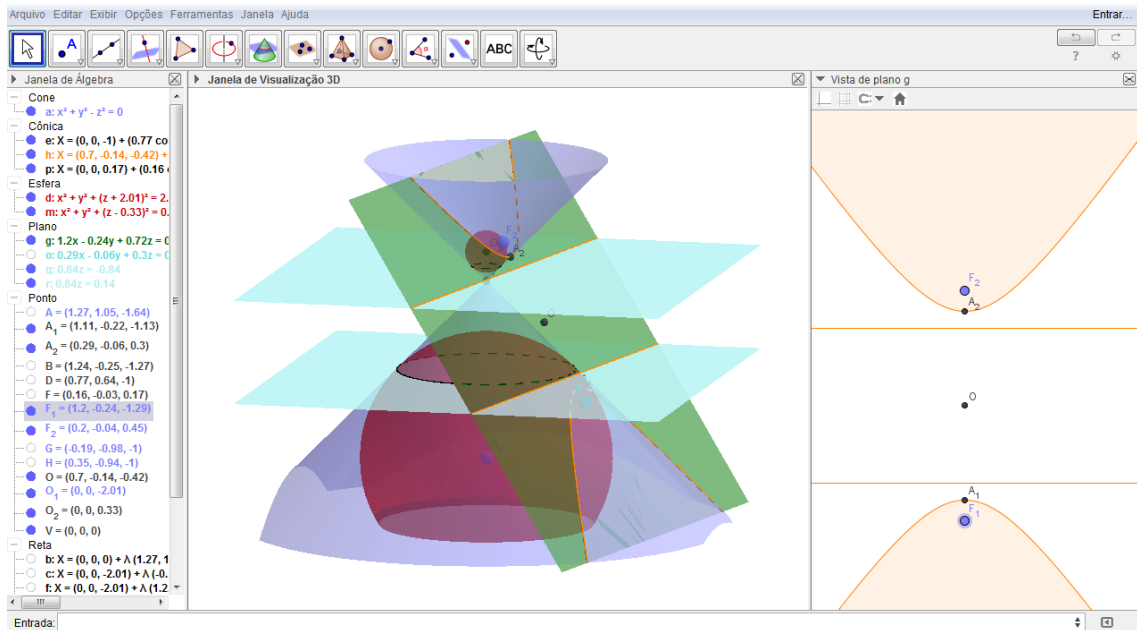 Arquivo Editar Exibir Opções Ferramentas Janela Ajuda
Entrar...
ABC
?
Janela de Álgebra
Cone
a: x² + y² - z² = 0
Cônica
e: X = (0, 0, -1) + (0.77 co
h: X = (0.7, -0.14, -0.42) +
p: X = (0, 0, 0.17) + (0.16
Esfera
d: x² + y² + (z + 2.01)² = 2.
m: x² + y² + (z - 0.33)² = 0.
Plano
g: 1.2x - 0.24y + 0.72z = 0
o: 0.29x - 0.06y + 0.3z = 0
q: 0.84z = -0.84
r: 0.84z = 0.14
Ponto
A = (1.27, 1.05, -1.64)
A₁ = (1.11, -0.22, -1.13)
A₂ = (0.29, -0.06, 0.3)
B = (1.24, -0.25, -1.27)
D = (0.77, 0.64, -1)
F = (0.16, -0.03, 0.17)
F₁ = (1.2, -0.24, -1.29)
F₂ = (0.2, -0.04, 0.45)
G = (-0.19, -0.98, -1)
H = (0.35, -0.94, -1)
O = (0.7, -0.14, -0.42)
O₁ = (0, 0, -2.01)
O₂ = (0, 0, 0.33)
V = (0, 0, 0)
Reta
b: X = (0, 0, 0) + λ (1.27, 1
c: X = (0, 0, -2.01) + λ (-0.
f: X = (0, 0, -2.01) + λ (1.2
Janela de Visualização 3D
F₂
A₂
O
Vista de plano g
F₂
A₂
O
A₁
F₁
Entrada: